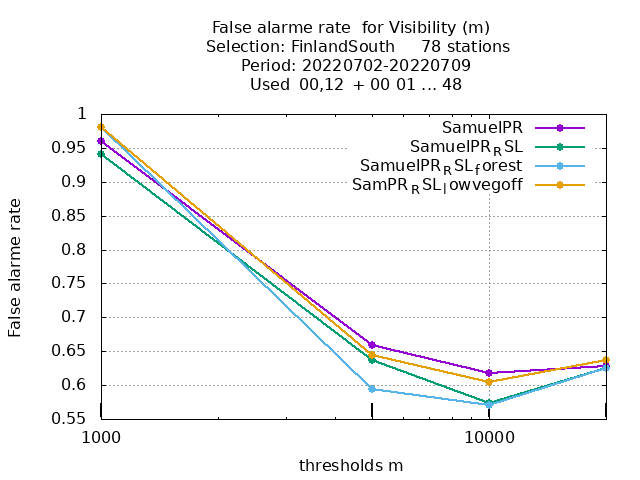 False alarme rate  for Visibility (m)
Selection: FinlandSouth     78 stations
Period: 20220702-20220709
Used  00,12  + 00 01 ... 48
1
0.95
0.9
0.85
0.8
0.75
0.7
0.65
0.6
0.55
False alarme rate
SamuelPR
SamuelPR_RSL
SamuelPR_RSL_forest
SamPR_RSL_lowvegoff
1000
10000
thresholds m